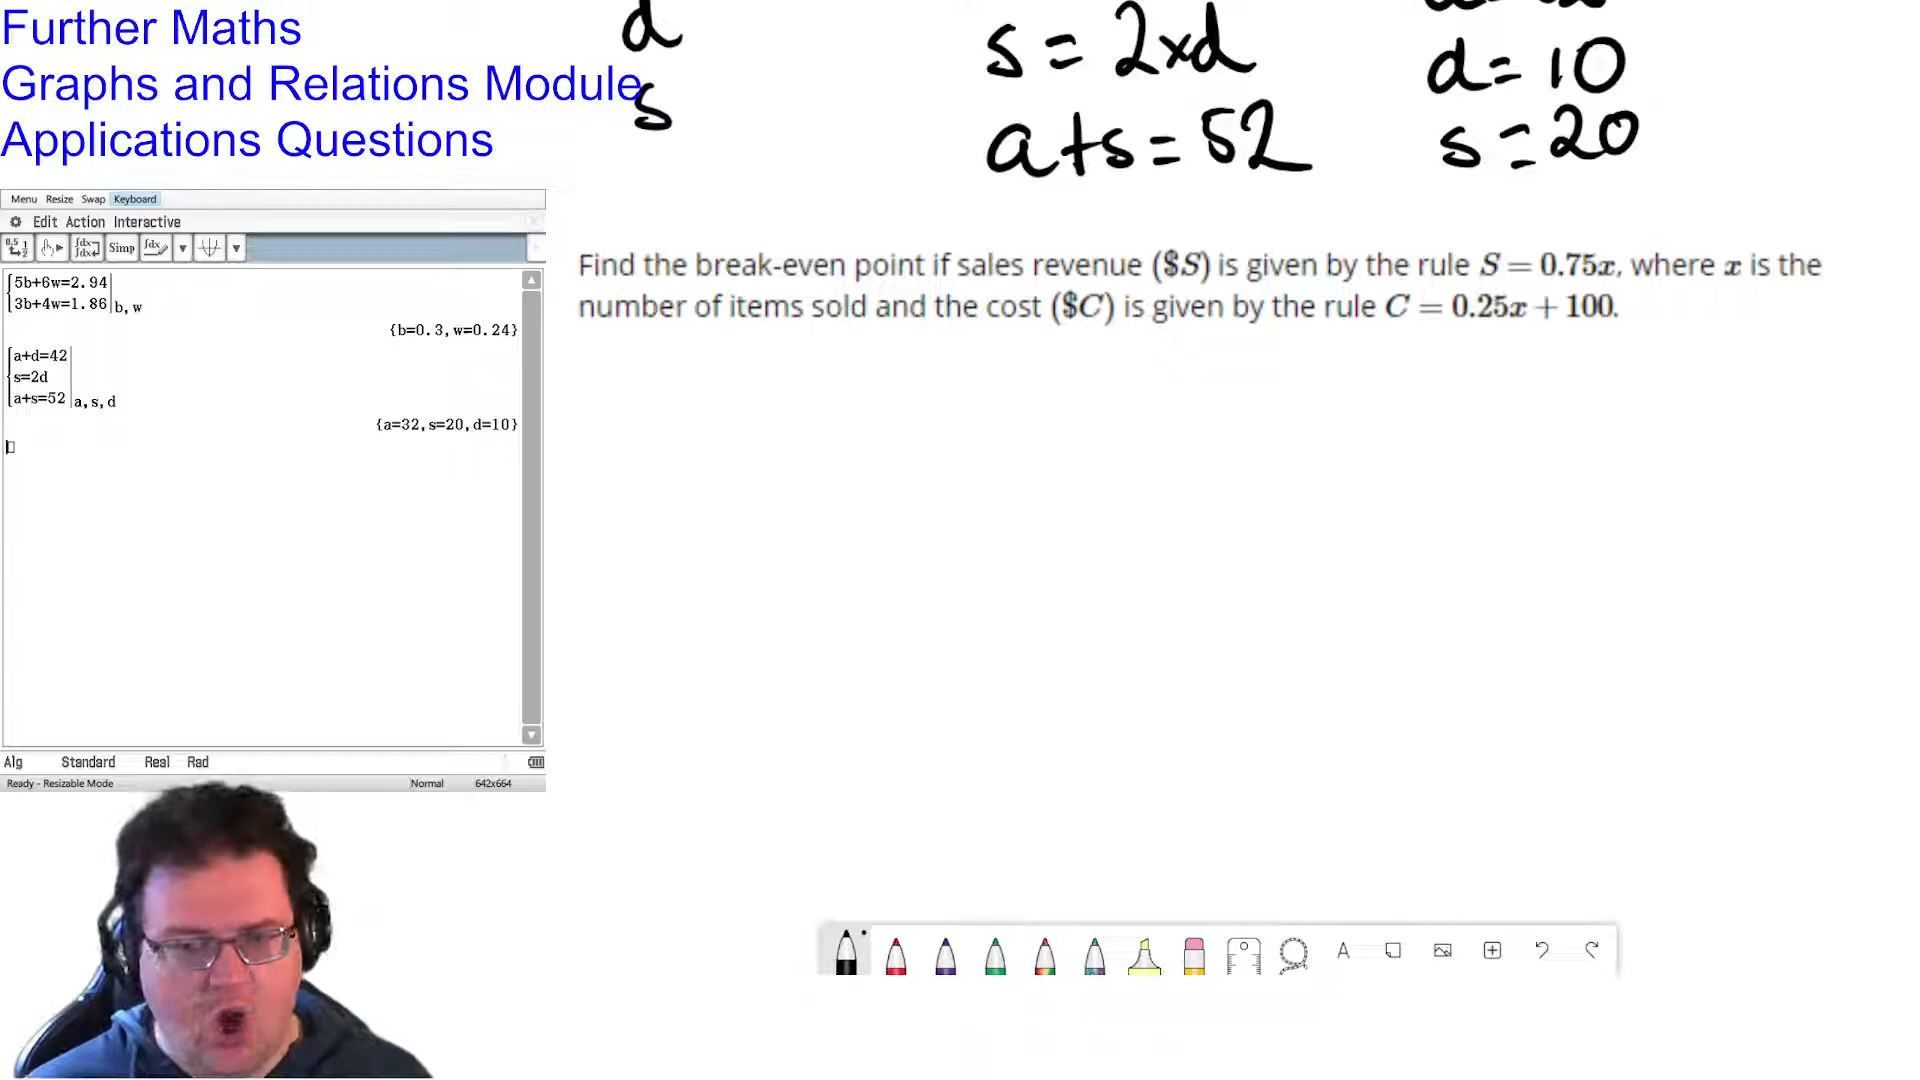 Further Maths
Graphs and Relations Module
Applications Questions
d
s
s = 2xd
a+s = 52
d = 10
s = 20
Menu Resize Swap Keyboard
Edit Action Interactive
Simp
5b+6w=2.94
3b+4w=1.86 b, w
{b=0.3, w=0.24}
a+d=42
s=2d
a+s=52 a, s, d
{a=32, s=20, d=10}
Alg Standard Real Rad
Ready - Resizable Mode Normal 642x664
Find the break-even point if sales revenue ($S) is given by the rule S = 0.75x, where x is the
number of items sold and the cost ($C) is given by the rule C = 0.25x + 100.